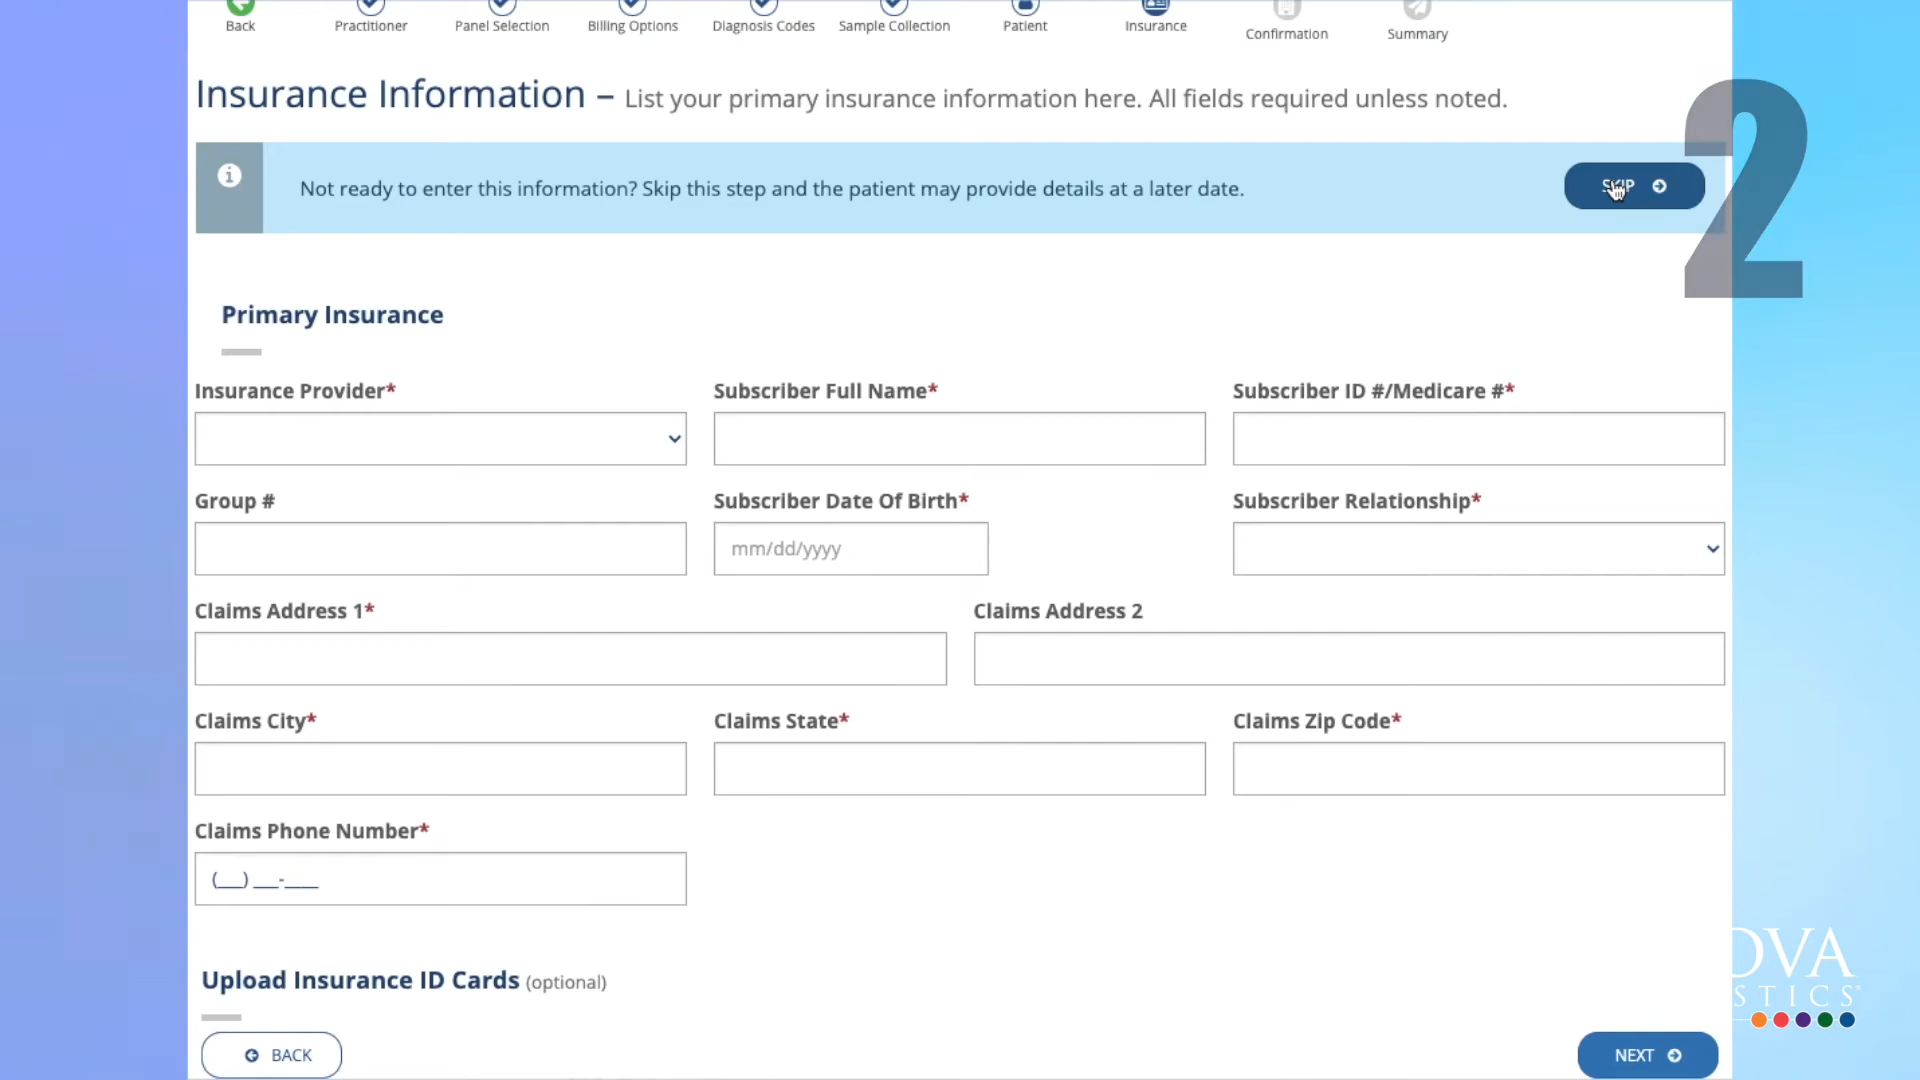 Back
Practitioner
Panel Selection
Billing Options
Diagnosis Codes
Sample Collection
Patient
Insurance
Confirmation
Summary
Insurance Information – List your primary insurance information here. All fields required unless noted.
Not ready to enter this information? Skip this step and the patient may provide details at a later date.
SKIP
2
Primary Insurance
Insurance Provider*
Subscriber Full Name*
Subscriber ID #/Medicare #*
Group #
Subscriber Date Of Birth*
Subscriber Relationship*
mm/dd/yyyy
Claims Address 1*
Claims Address 2
Claims City*
Claims State*
Claims Zip Code*
Claims Phone Number*
(___) ___-____
Upload Insurance ID Cards (optional)
BACK
NEXT
OVA
STICS